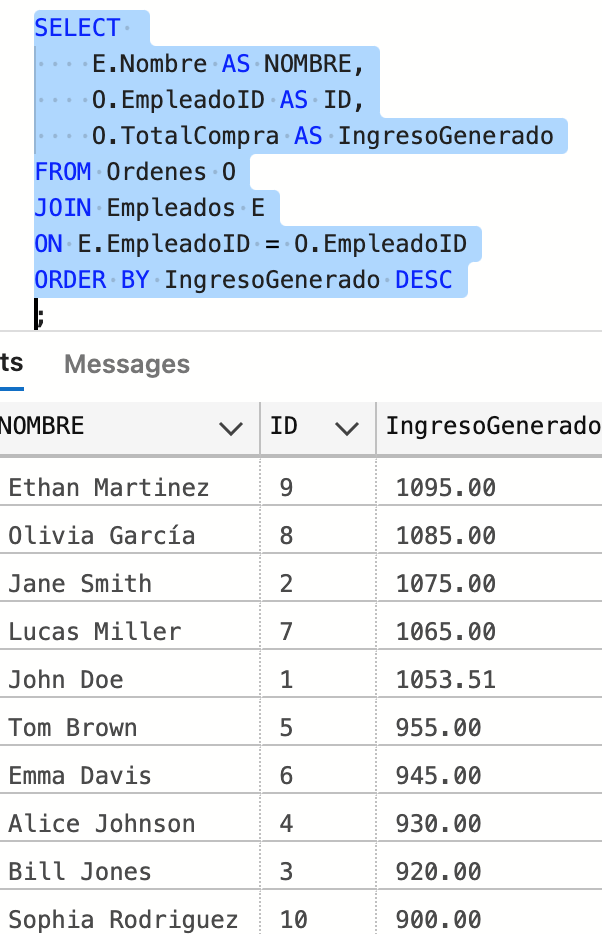 SELECT
E.Nombre AS NOMBRE,
O.EmpleadoID AS ID,
O.TotalCompra AS IngresoGenerado
FROM Ordenes O
JOIN Empleados E
ON E.EmpleadoID = O.EmpleadoID
ORDER BY IngresoGenerado DESC
;
ts Messages
NOMBRE ID IngresoGenerado
Ethan Martinez 9 1095.00
Olivia García 8 1085.00
Jane Smith 2 1075.00
Lucas Miller 7 1065.00
John Doe 1 1053.51
Tom Brown 5 955.00
Emma Davis 6 945.00
Alice Johnson 4 930.00
Bill Jones 3 920.00
Sophia Rodriguez 10 900.00